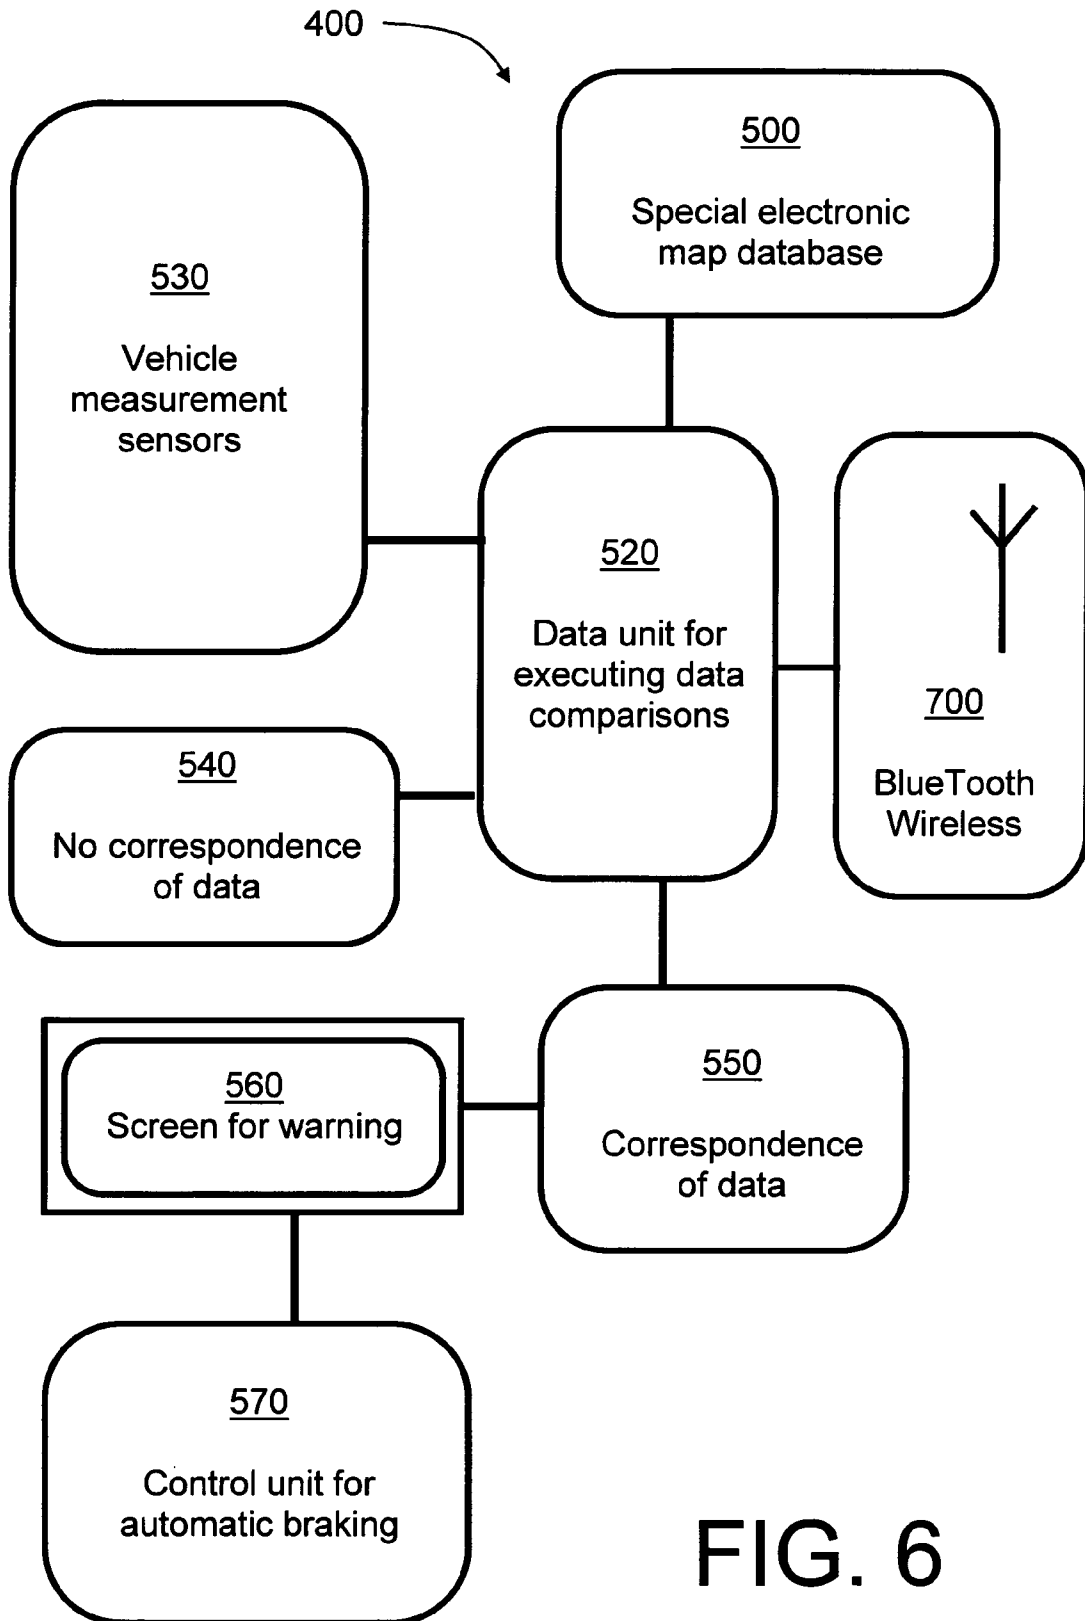 400
500
Special electronic
map database
530
Vehicle
measurement
sensors
520
Data unit for
executing data
comparisons
700
BlueTooth
Wireless
540
No correspondence
of data
550
Correspondence
of data
560
Screen for warning
570
Control unit for
automatic braking
FIG. 6